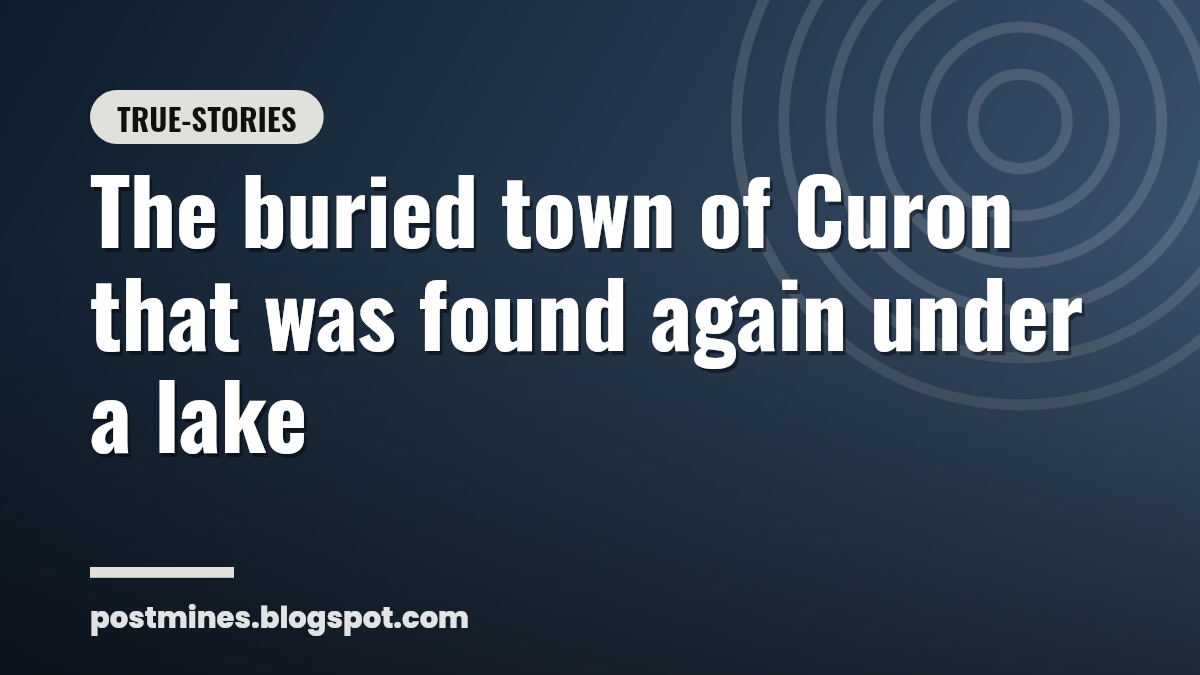 TRUE-STORIES
The buried town of Curon
that was found again under
a lake
postmines.blogspot.com